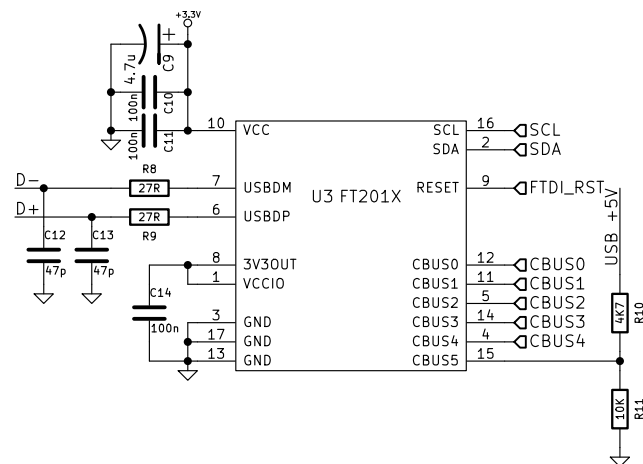 +3.3V
4.7u
C9
100n
C10
100n
C11
10
VCC
SCL
16
SCL
SDA
2
SDA
R8
D-
27R
7
USBDM
U3 FT201X
RESET
9
FTDI_RST
D+
27R
6
USBDP
R9
USB +5V
C12
C13
47p
47p
8
3V3OUT
CBUS0
12
CBUS0
1
VCCIO
CBUS1
11
CBUS1
C14
CBUS2
5
CBUS2
100n
3
GND
CBUS3
14
CBUS3
4K7
R10
17
GND
CBUS4
4
CBUS4
13
GND
CBUS5
15
10K
R11